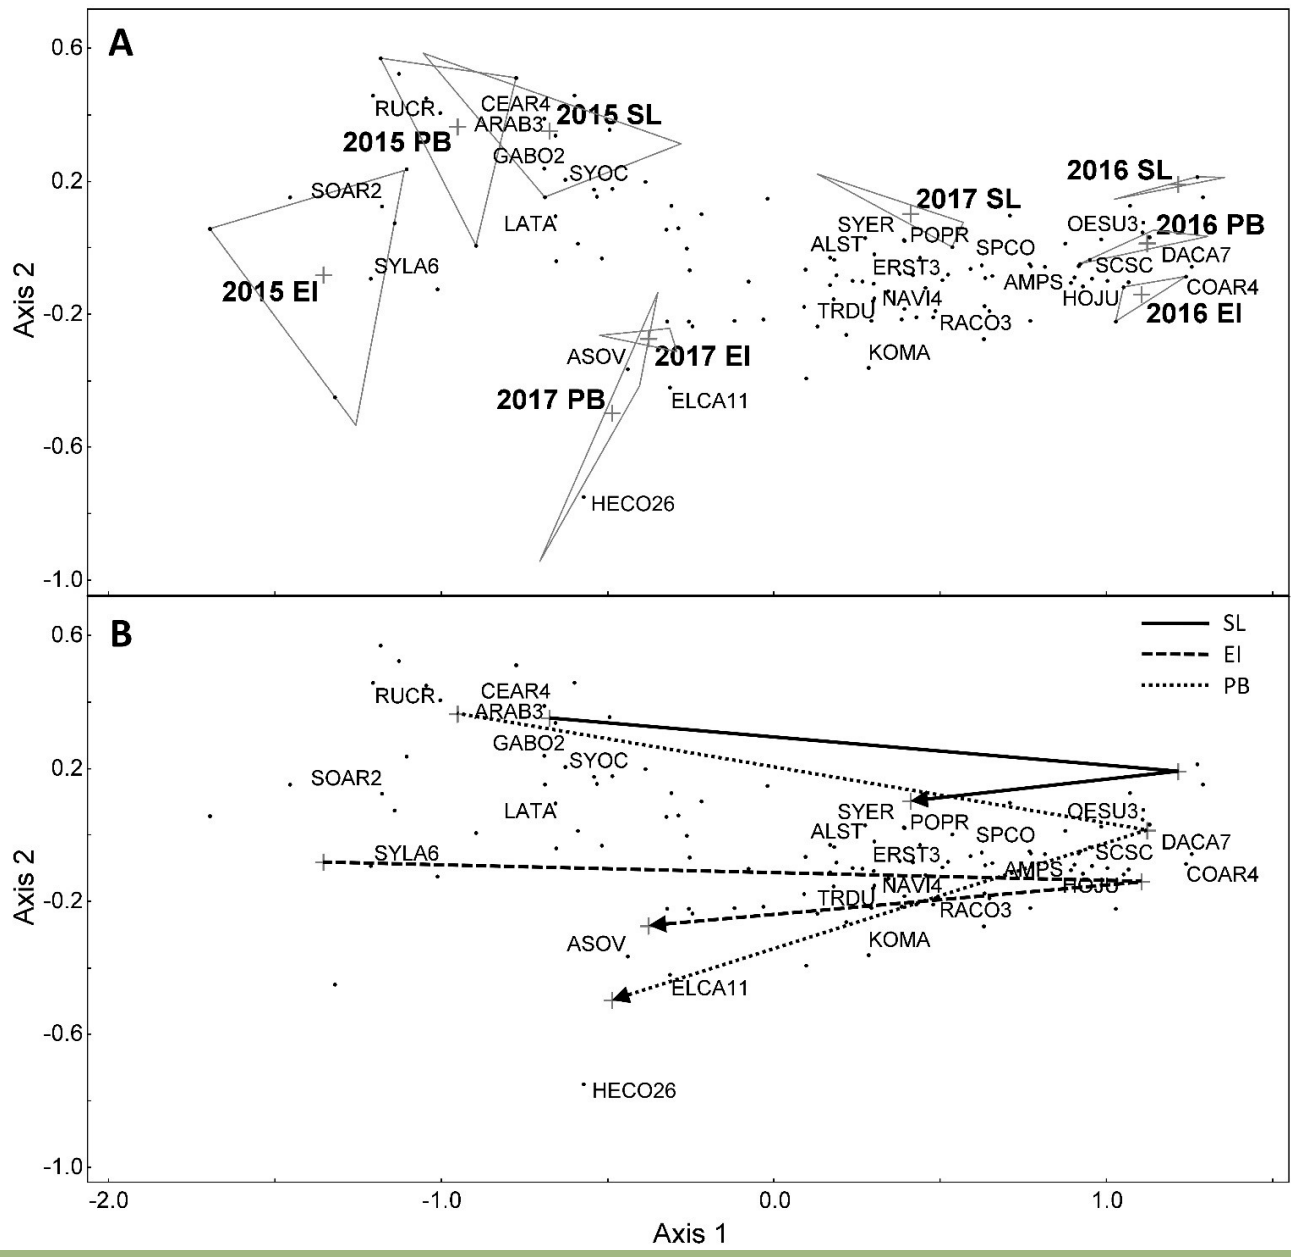 A
0.6
CEAR4
RUCR
2015 SL
ARAB3
2015 PB
GABO2
2016 SL
SYOC
0.2
SOAR2
2017 SL
LATA
SYER
OESU3
2016 PB
POPR
ALST
SPCO
DACA7
SYLA6
ERST3
SCSC
AMPS
2015 EI
NAVI4
HOJU
COAR4
Axis 2
-0.2
TRDU
2016 EI
RACO3
ASOV
2017 EI
KOMA
2017 PB
ELCA11
-0.6
HECO26
-1.0
B
SL
0.6
EI
PB
CEAR4
RUCR
ARAB3
GABO2
SYOC
0.2
SOAR2
LATA
SYER
OESU3
POPR
ALST
SPCO
DACA7
SYLA6
ERST3
SCSC
AMPS
COAR4
NAVI4
HOJU
Axis 2
-0.2
TRDU
RACO3
ASOV
KOMA
ELCA11
-0.6
HECO26
-1.0
-2.0 -1.0 0.0 1.0
Axis 1